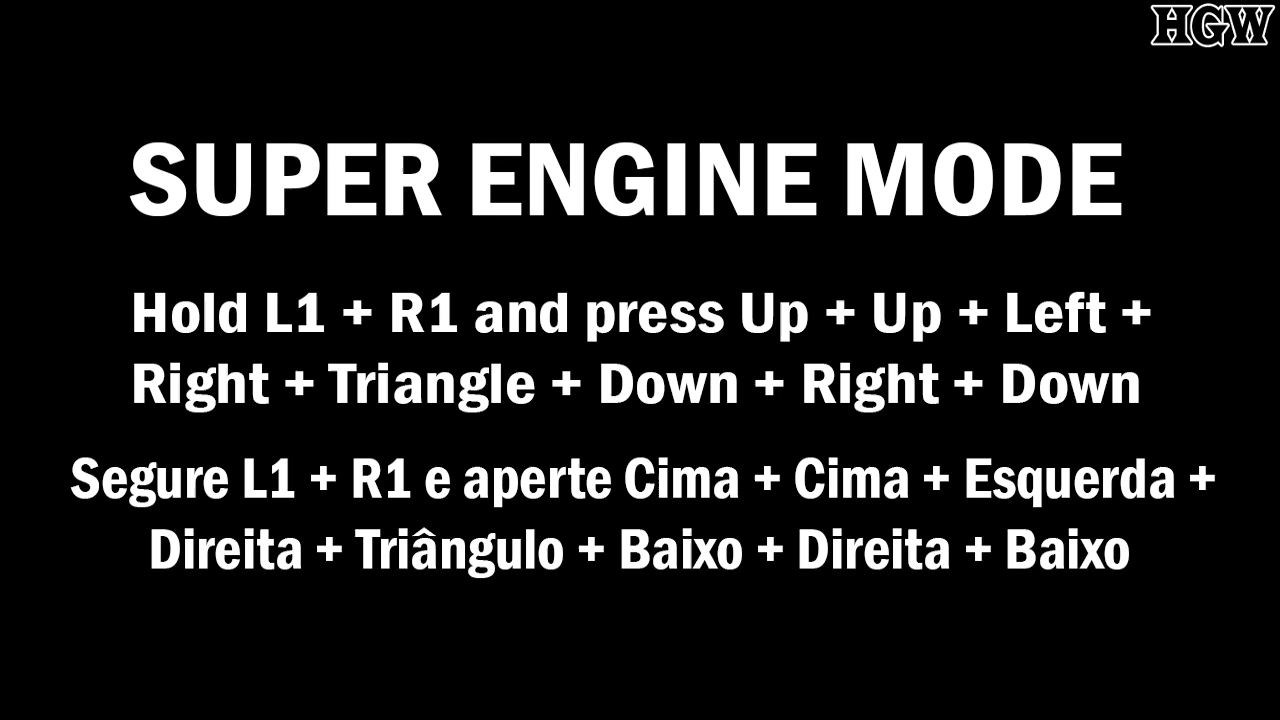 HGW
SUPER ENGINE MODE
Hold L1 + R1 and press Up + Up + Left +
Right + Triangle + Down + Right + Down
Segure L1 + R1 e aperte Cima + Cima + Esquerda +
Direita + Triângulo + Baixo + Direita + Baixo